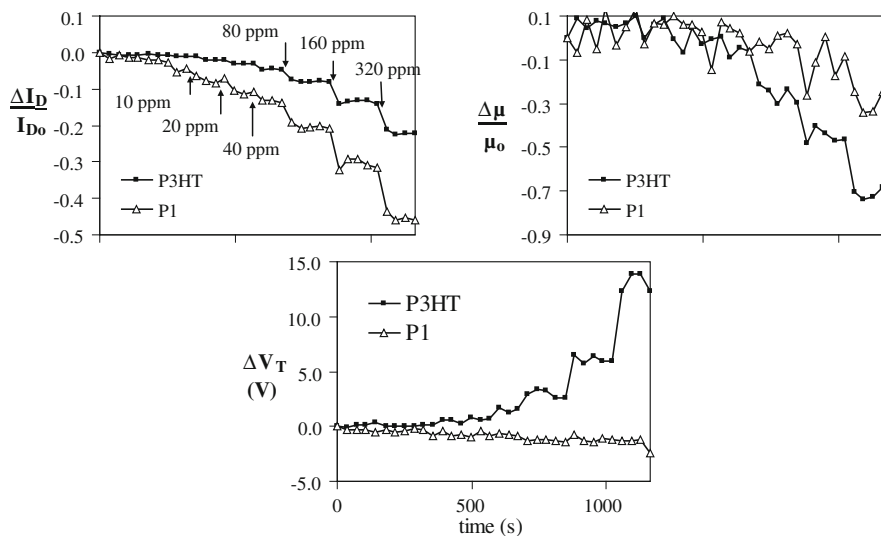 0.1
0.0
-0.1
-0.2
-0.3
-0.4
-0.5
ΔI_D
I_Do
80 ppm
160 ppm
320 ppm
10 ppm
20 ppm
40 ppm
P3HT
P1
0.1
-0.1
-0.3
-0.5
-0.7
-0.9
Δμ
μ_o
P3HT
P1
15.0
10.0
5.0
0.0
-5.0
ΔV_T
(V)
P3HT
P1
0
500
1000
time (s)